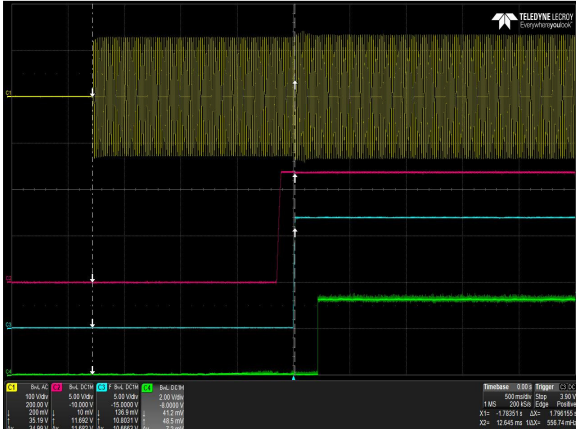 TELEDYNE LECROY
Everywhereyoulook
C1
C2
C3
C4
C1 BwL AC C2 BwL DC1M C3 F BwL DC1M C4 BwL DC1M
100 V/div 5.00 V/div 5.00 V/div 2.00 V/div
200.00 V -10.000 V -15.0000 V -8.0000 V
200 mV 10 mV 136.9 mV 41.2 mV
35.19 V 11.692 V 10.8031 V 48.5 mV
Timebase 0.00 s Trigger C3 DC
500 ms/div Stop 3.90 V
1 MS 200 kS/s Edge Positive
X1= -1.78351 s ΔX= 1.796155 s
X2= 12.645 ms 1/ΔX= 556.74 mHz